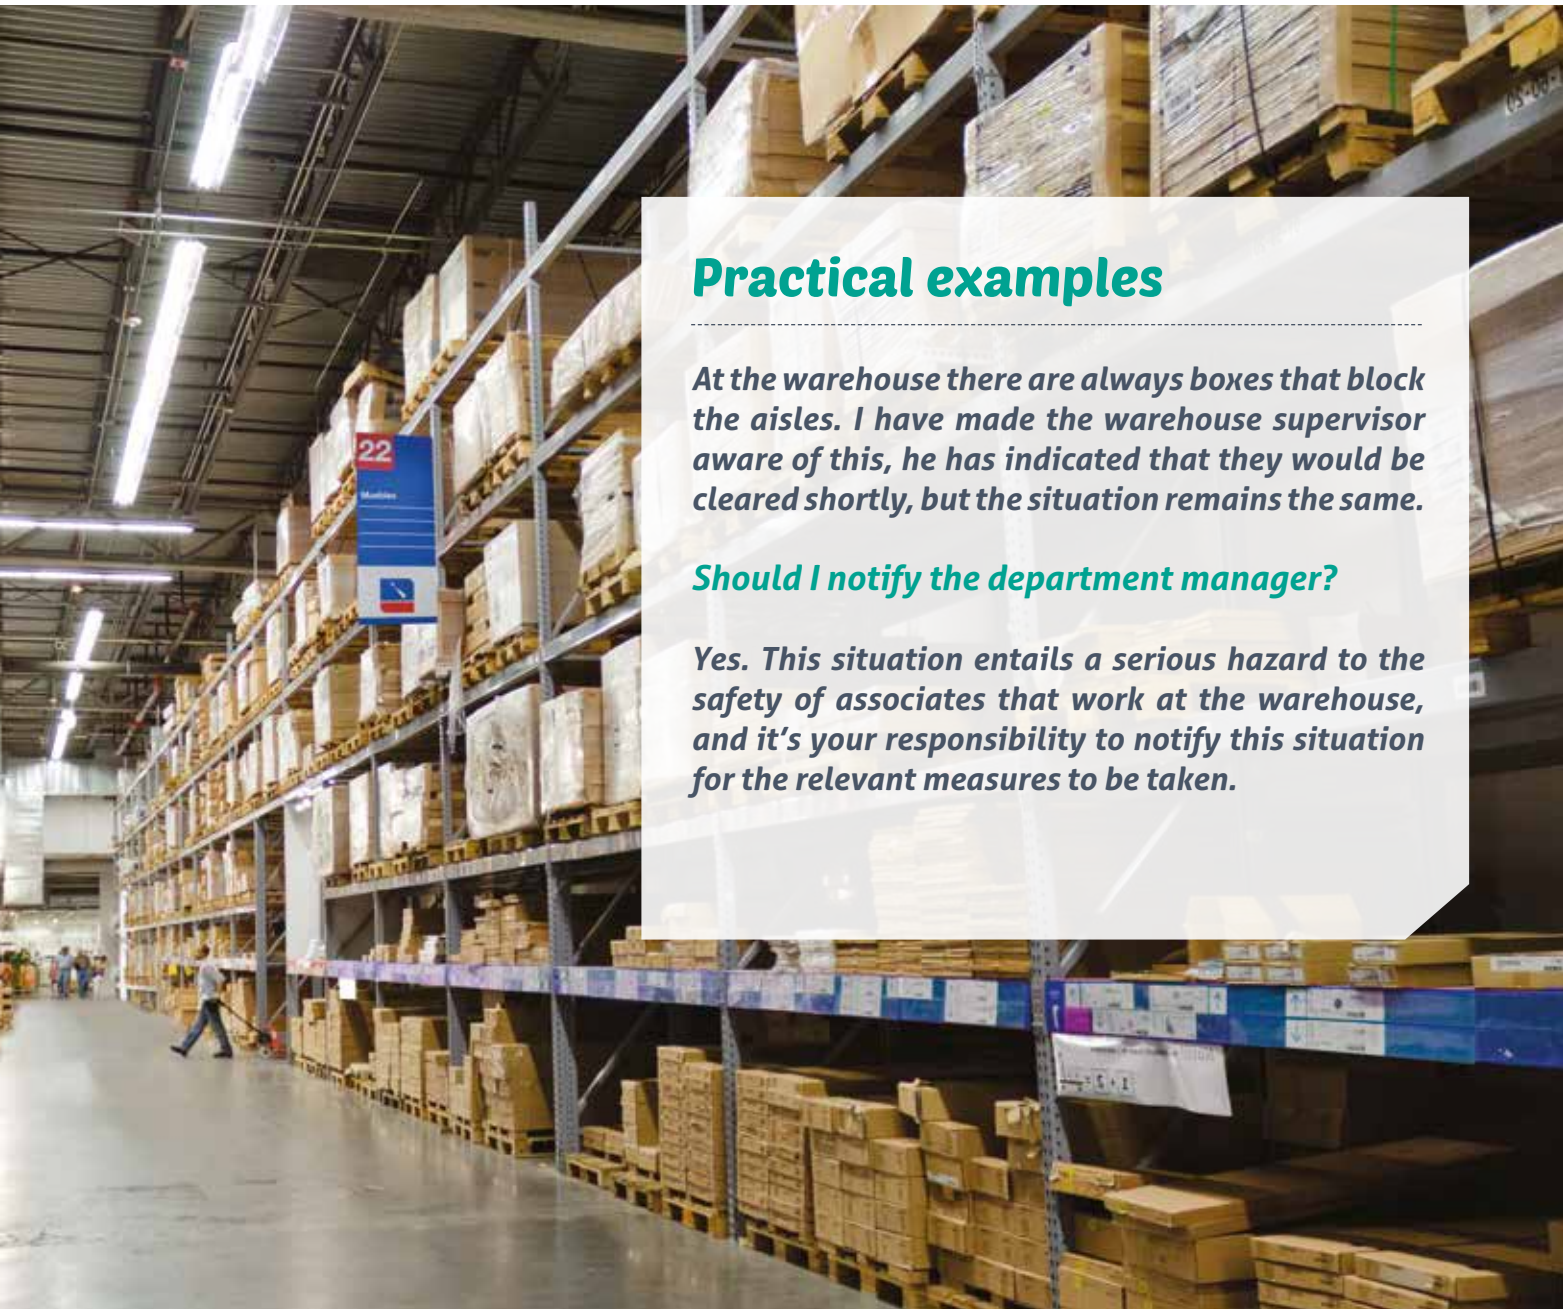 Practical examples
At the warehouse there are always boxes that block
the aisles. I have made the warehouse supervisor
aware of this, he has indicated that they would be
cleared shortly, but the situation remains the same.
Should I notify the department manager?
Yes. This situation entails a serious hazard to the
safety of associates that work at the warehouse,
and it’s your responsibility to notify this situation
for the relevant measures to be taken.
22
Muebles